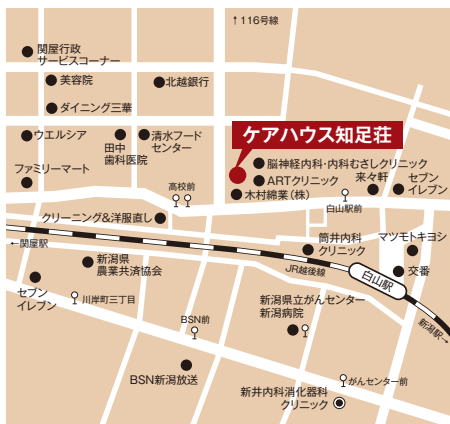 ↑116号線
関屋行政
サービスコーナー
美容院
北越銀行
ダイニング三華
ウエルシア
田中
歯科医院
清水フード
センター
ケアハウス知足荘
ファミリーマート
脳神経内科・内科むさしクリニック
ARTクリニック
木村綿業(株)
来々軒
セブン
イレブン
高校前
白山駅前
クリーニング&洋服直し
←関屋駅
筒井内科
クリニック
マツモトキヨシ
新潟県
農業共済協会
JR越後線
白山駅
交番
セブン
イレブン
川岸町三丁目
新潟県立がんセンター
新潟病院
新潟駅→
BSN前
BSN新潟放送
がんセンター前
新井内科消化器科
クリニック